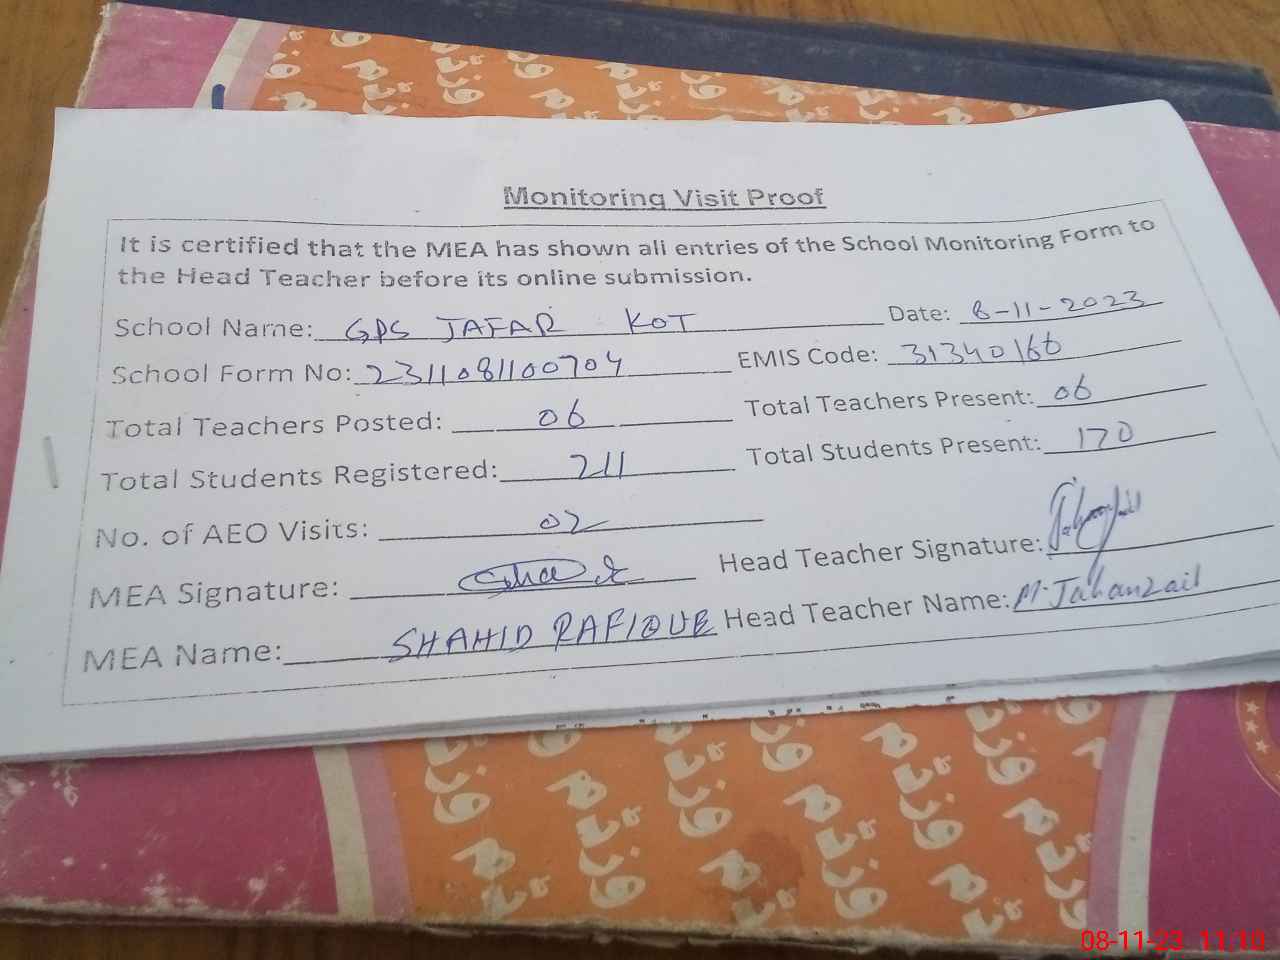 Monitoring Visit Proof
It is certified that the MEA has shown all entries of the School Monitoring Form to
the Head Teacher before its online submission.
School Name: GPS JAFAR KOT Date: 8-11-2023
School Form No: 2311081100704 EMIS Code: 31340166
Total Teachers Posted: 06 Total Teachers Present: 06
Total Students Registered: 211 Total Students Present: 170
No. of AEO Visits: 02
MEA Signature: Head Teacher Signature:
MEA Name: SHAHID RAFIQUE Head Teacher Name: M. Jahanzail
08-11-23 11/10